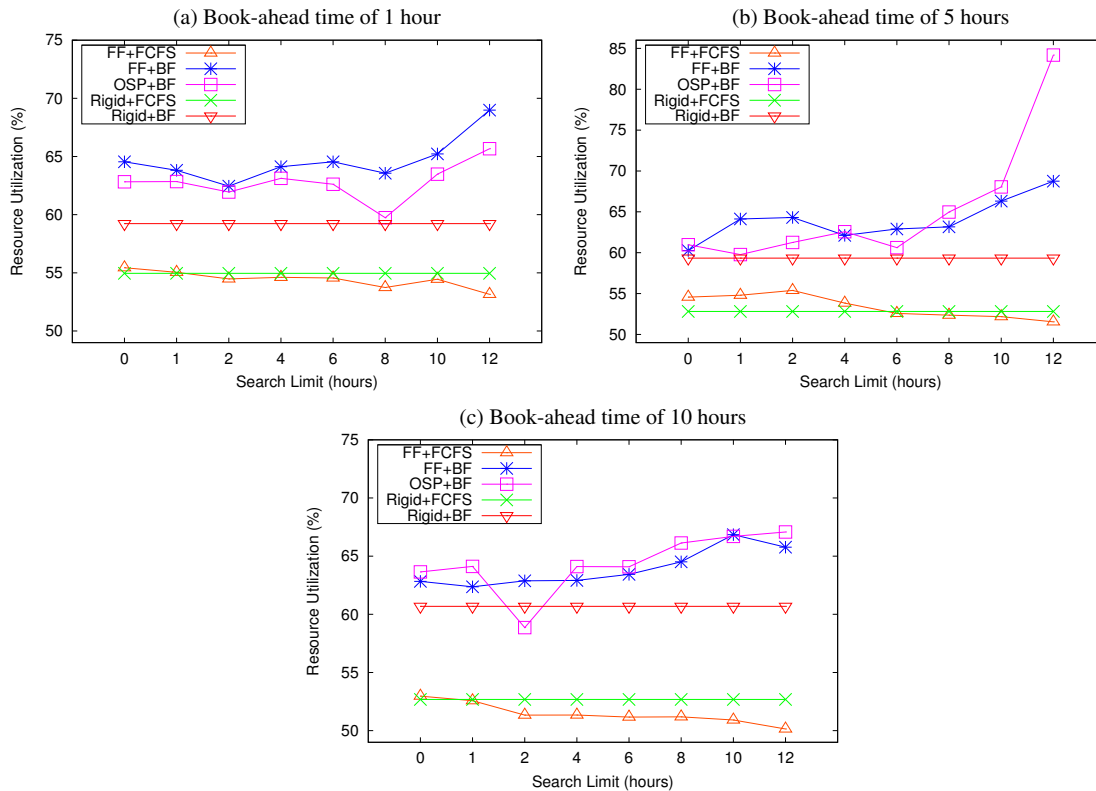 (a) Book-ahead time of 1 hour
Resource Utilization (%)
75
70
65
60
55
50
FF+FCFS
FF+BF
OSP+BF
Rigid+FCFS
Rigid+BF
0 1 2 4 6 8 10 12
Search Limit (hours)
(b) Book-ahead time of 5 hours
Resource Utilization (%)
85
80
75
70
65
60
55
50
FF+FCFS
FF+BF
OSP+BF
Rigid+FCFS
Rigid+BF
0 1 2 4 6 8 10 12
Search Limit (hours)
(c) Book-ahead time of 10 hours
Resource Utilization (%)
75
70
65
60
55
50
FF+FCFS
FF+BF
OSP+BF
Rigid+FCFS
Rigid+BF
0 1 2 4 6 8 10 12
Search Limit (hours)